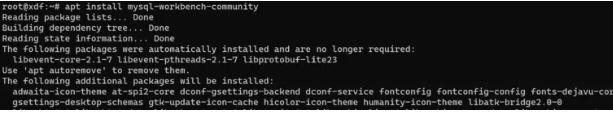 root@xdf:~# apt install mysql-workbench-community
Reading package lists... Done
Building dependency tree... Done
Reading state information... Done
The following packages were automatically installed and are no longer required:
  libevent-core-2.1-7 libevent-pthreads-2.1-7 libprotobuf-lite23
Use 'apt autoremove' to remove them.
The following additional packages will be installed:
  adwaita-icon-theme at-spi2-core dconf-gsettings-backend dconf-service fontconfig fontconfig-config fonts-dejavu-cor
  gsettings-desktop-schemas gtk-update-icon-cache hicolor-icon-theme humanity-icon-theme libatk-bridge2.0-0